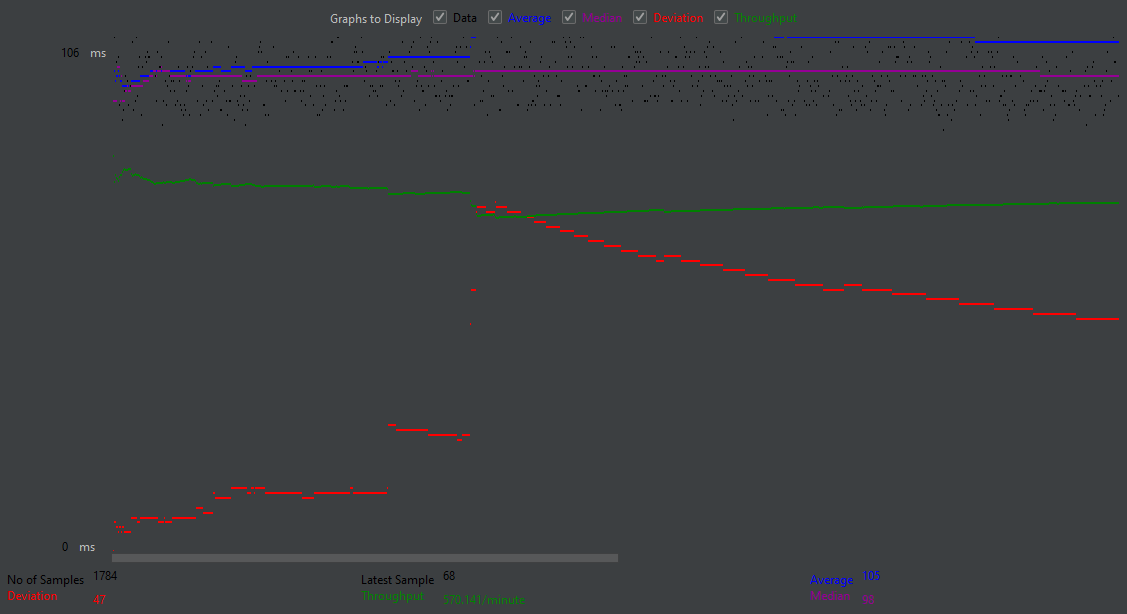 Graphs to Display Data Average Median Deviation Throughput
106 ms
0 ms
No of Samples 1784 Latest Sample 68 Average 105
Deviation 47 Throughput 570.141/minute Median 91